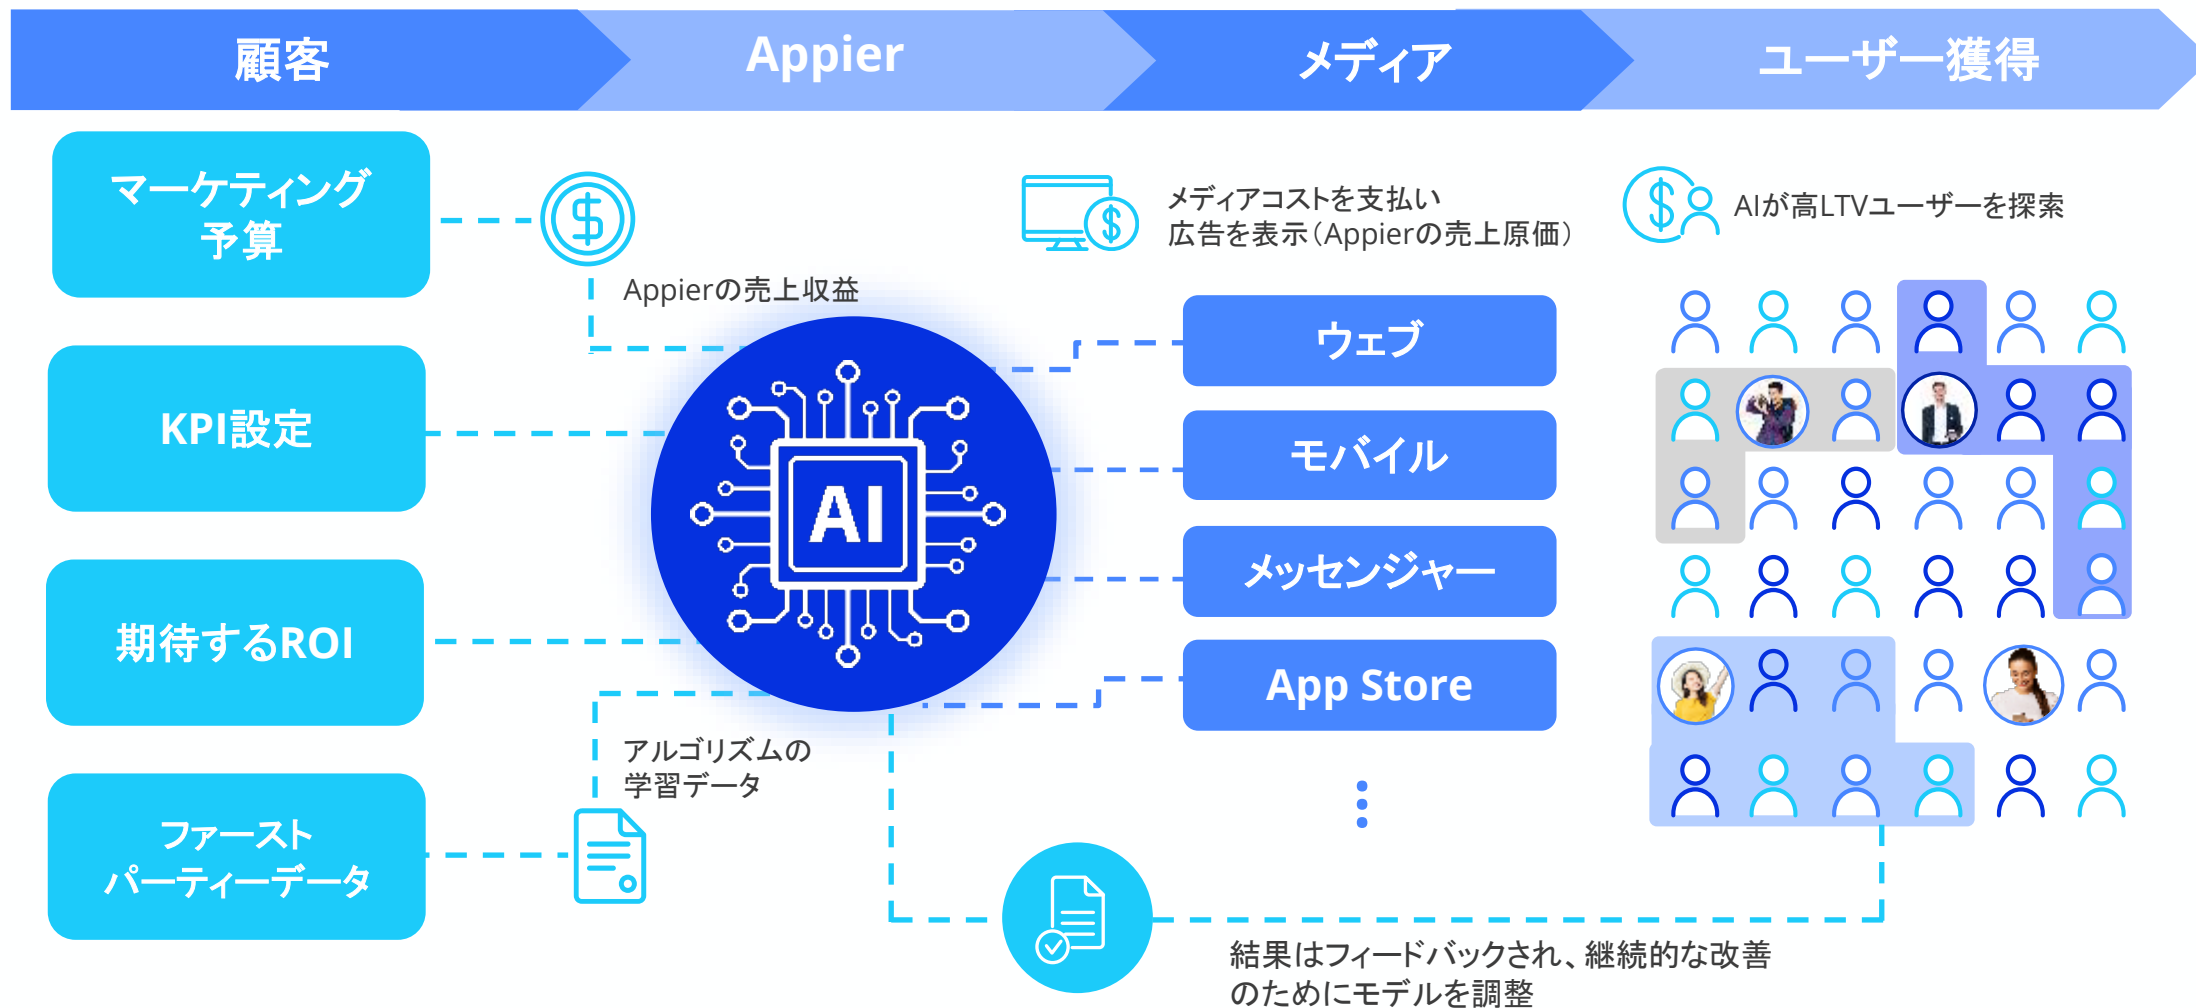 顧客
Appier
メディア
ユーザー獲得
マーケティング
予算
KPI設定
期待するROI
ファースト
パーティーデータ
Appierの売上収益
AI
アルゴリズムの
学習データ
メディアコストを支払い
広告を表示（Appierの売上原価）
ウェブ
モバイル
メッセンジャー
App Store
AIが高LTVユーザーを探索
結果はフィードバックされ、継続的な改善
のためにモデルを調整